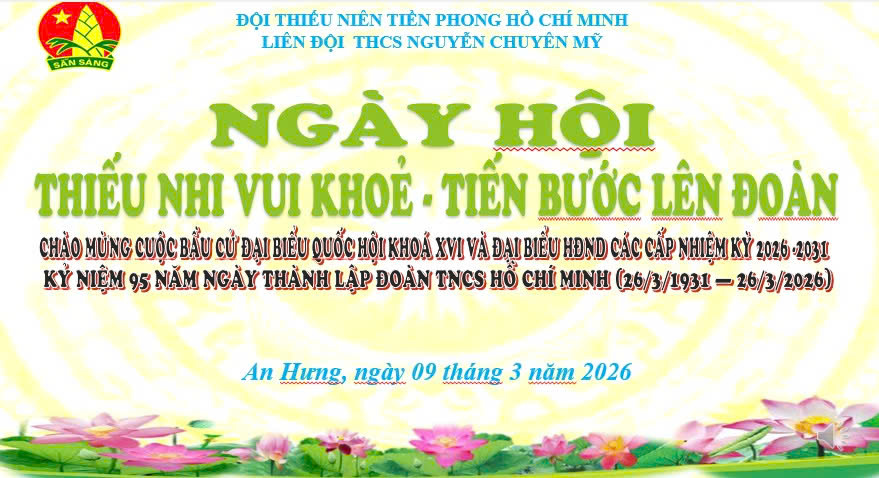 SẴN SÀNG
ĐỘI THIẾU NIÊN TIỀN PHONG HỒ CHÍ MINH
LIÊN ĐỘI THCS NGUYỄN CHUYÊN MỸ
NGÀY HỘI
THIẾU NHI VUI KHOẺ - TIẾN BƯỚC LÊN ĐOÀN
CHÀO MỪNG CUỘC BẦU CỬ ĐẠI BIỂU QUỐC HỘI KHOÁ XVI VÀ ĐẠI BIỂU HĐND CÁC CẤP NHIỆM KỲ 2026 -2031
KỶ NIỆM 95 NĂM NGÀY THÀNH LẬP ĐOÀN TNCS HỒ CHÍ MINH (26/3/1931 – 26/3/2026)
An Hưng, ngày 09 tháng 3 năm 2026